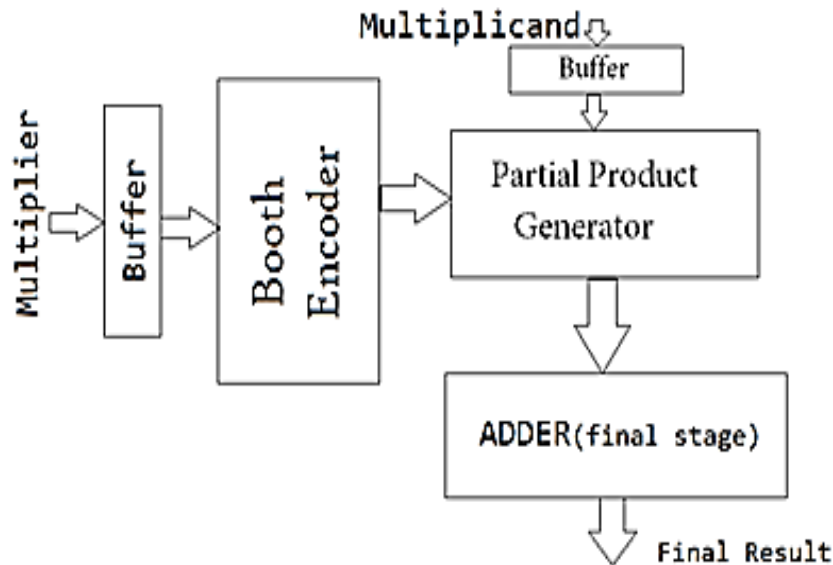 Multiplicand
Buffer
Multiplier
Buffer
Booth
Encoder
Partial Product
Generator
ADDER(final stage)
Final Result